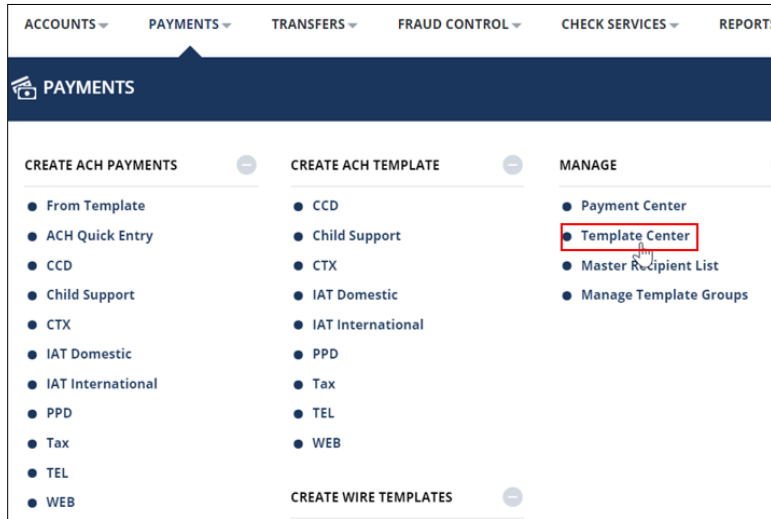 ACCOUNTS PAYMENTS TRANSFERS FRAUD CONTROL CHECK SERVICES REPORTS
PAYMENTS
CREATE ACH PAYMENTS
From Template
ACH Quick Entry
CCD
Child Support
CTX
IAT Domestic
IAT International
PPD
Tax
TEL
WEB
CREATE ACH TEMPLATE
CCD
Child Support
CTX
IAT Domestic
IAT International
PPD
Tax
TEL
WEB
CREATE WIRE TEMPLATES
MANAGE
Payment Center
Template Center
Master Recipient List
Manage Template Groups